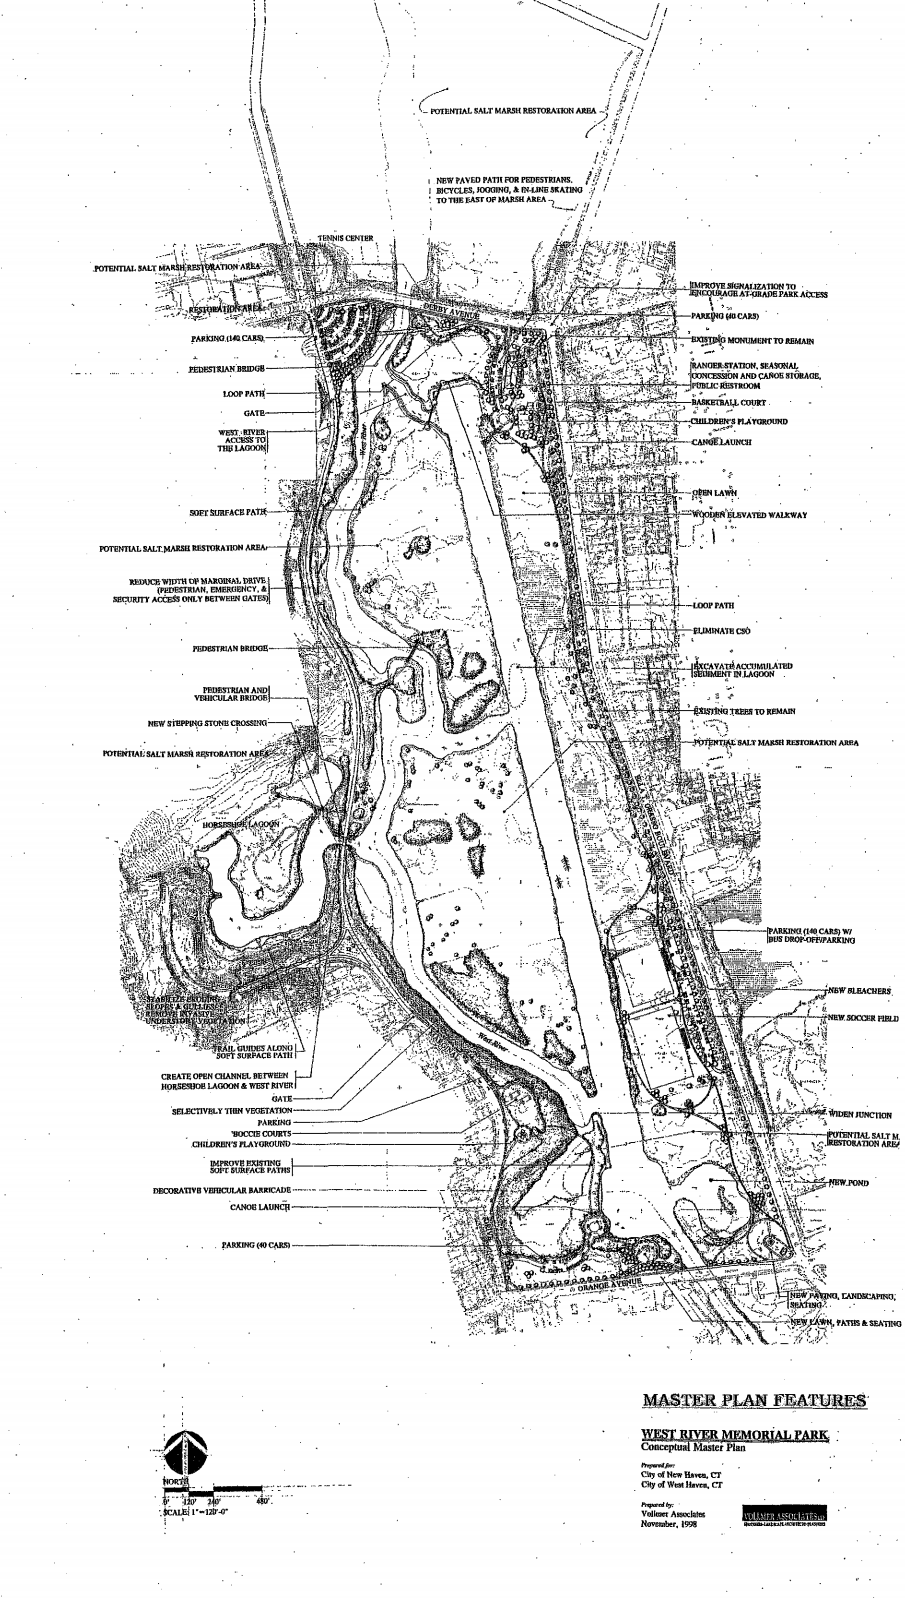 POTENTIAL SALT MARSH RESTORATION AREA
NEW PAVED PATH FOR PEDESTRIANS,
BICYCLES, JOGGING, & IN-LINE SKATING
TO THE EAST OF MARSH AREA
TENNIS CENTER
POTENTIAL SALT MARSH RESTORATION AREA
RESTORATION AREA
PARKING (140 CARS)
PEDESTRIAN BRIDGE
LOOP PATH
GATE
WEST RIVER
ACCESS TO
THE LAGOON
SOFT SURFACE PATH
POTENTIAL SALT MARSH RESTORATION AREA
REDUCE WIDTH OF MARGINAL DRIVE
(PEDESTRIAN, EMERGENCY, &
SECURITY ACCESS ONLY BETWEEN GATES)
PEDESTRIAN BRIDGE
PEDESTRIAN AND
VEHICULAR BRIDGE
NEW STEPPING STONE CROSSING
POTENTIAL SALT MARSH RESTORATION AREA
HORSESHOE LAGOON
STABILIZE ERODING
SLOPES & GULLIES
REMOVE INVASIVE
UNDERSTORY VEGETATION
TRAIL GUIDES ALONG
SOFT SURFACE PATH
CREATE OPEN CHANNEL BETWEEN
HORSESHOE LAGOON & WEST RIVER
GATE
SELECTIVELY THIN VEGETATION
PARKING
BOCCIE COURTS
CHILDREN'S PLAYGROUND
IMPROVE EXISTING
SOFT SURFACE PATHS
DECORATIVE VEHICULAR BARRICADE
CANOE LAUNCH
PARKING (40 CARS)
DERBY AVENUE
West River
West River
ORANGE AVENUE
IMPROVE SIGNALIZATION TO
ENCOURAGE AT-GRADE PARK ACCESS
PARKING (40 CARS)
EXISTING MONUMENT TO REMAIN
RANGER STATION, SEASONAL
CONCESSION AND CANOE STORAGE,
PUBLIC RESTROOM
BASKETBALL COURT
CHILDREN'S PLAYGROUND
CANOE LAUNCH
OPEN LAWN
WOODEN ELEVATED WALKWAY
LOOP PATH
ELIMINATE CSO
EXCAVATE ACCUMULATED
SEDIMENT IN LAGOON
EXISTING TREES TO REMAIN
POTENTIAL SALT MARSH RESTORATION AREA
PARKING (140 CARS) W/
BUS DROP-OFF/PARKING
NEW BLEACHERS
NEW SOCCER FIELD
WIDEN JUNCTION
POTENTIAL SALT M
RESTORATION AREA
NEW POND
NEW PAVING, LANDSCAPING,
SEATING
NEW LAWN, PATHS & SEATING
MASTER PLAN FEATURES
WEST RIVER MEMORIAL PARK
Conceptual Master Plan
Prepared for:
City of New Haven, CT
City of West Haven, CT
Prepared by:
Vollmer Associates
November, 1998
VOLLMER ASSOCIATES
NORTH
0' 120' 240' 480'
SCALE: 1"=120'-0"